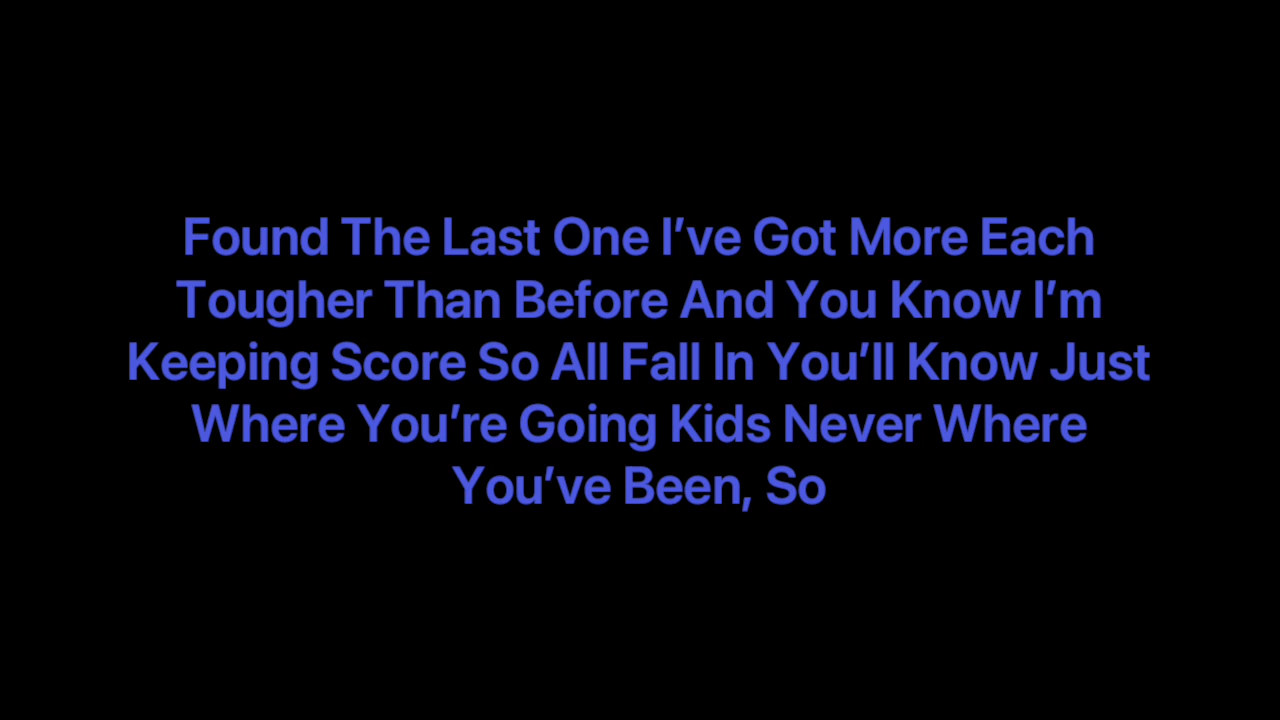 Found The Last One I’ve Got More Each
Tougher Than Before And You Know I’m
Keeping Score So All Fall In You’ll Know Just
Where You’re Going Kids Never Where
You’ve Been, So